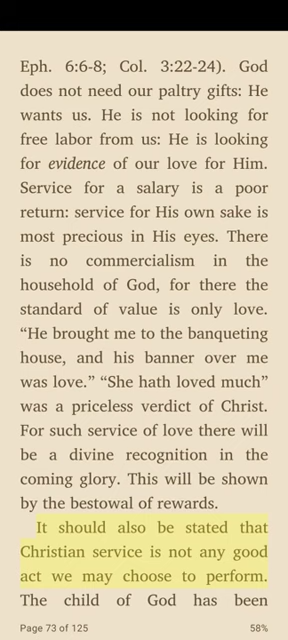 Eph. 6:6-8; Col. 3:22-24). God
does not need our paltry gifts: He
wants us. He is not looking for
free labor from us: He is looking
for evidence of our love for Him.
Service for a salary is a poor
return: service for His own sake is
most precious in His eyes. There
is no commercialism in the
household of God, for there the
standard of value is only love.
“He brought me to the banqueting
house, and his banner over me
was love.” “She hath loved much”
was a priceless verdict of Christ.
For such service of love there will
be a divine recognition in the
coming glory. This will be shown
by the bestowal of rewards.
It should also be stated that
Christian service is not any good
act we may choose to perform.
The child of God has been
Page 73 of 125 58%